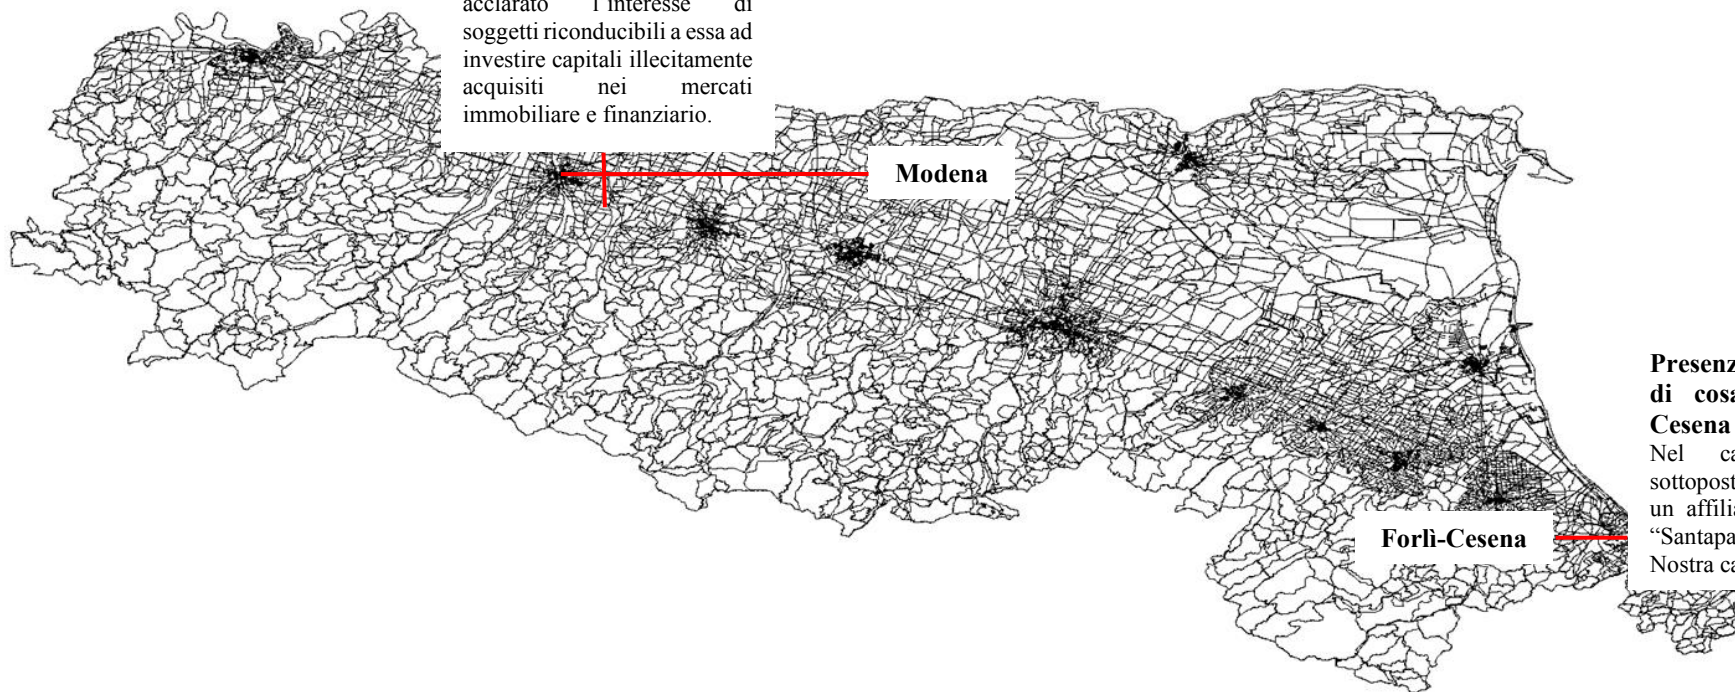 acclarato l’interesse di
soggetti riconducibili a essa ad
investire capitali illecitamente
acquisiti nei mercati
immobiliare e finanziario.
Modena
Presenz
di cosa
Cesena
Nel ca
sottopost
un affilia
“Santapa
Nostra ca
Forlì-Cesena